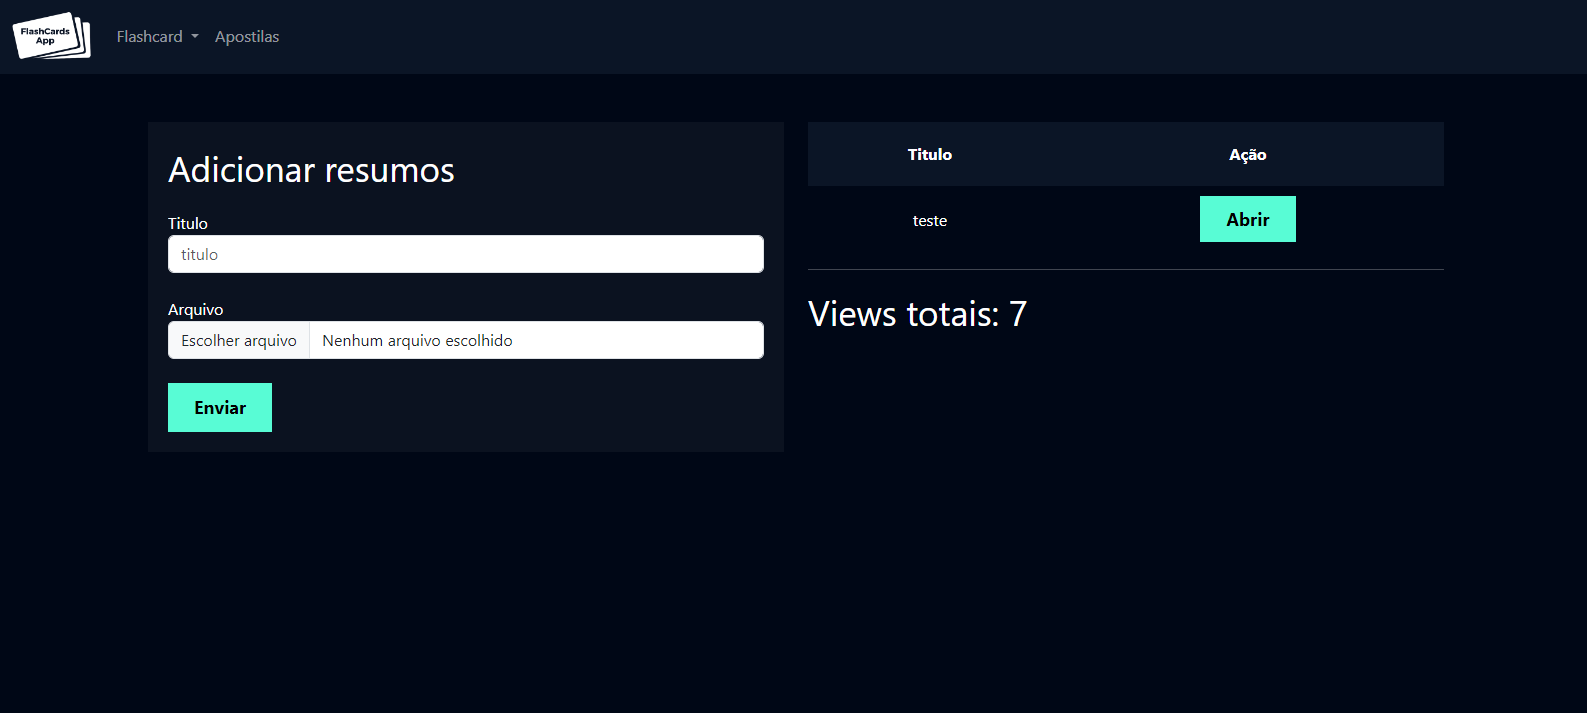 FlashCards
App
Flashcard
Apostilas
Adicionar resumos
Titulo
titulo
Arquivo
Escolher arquivo Nenhum arquivo escolhido
Enviar
Titulo Ação
teste Abrir
Views totais: 7